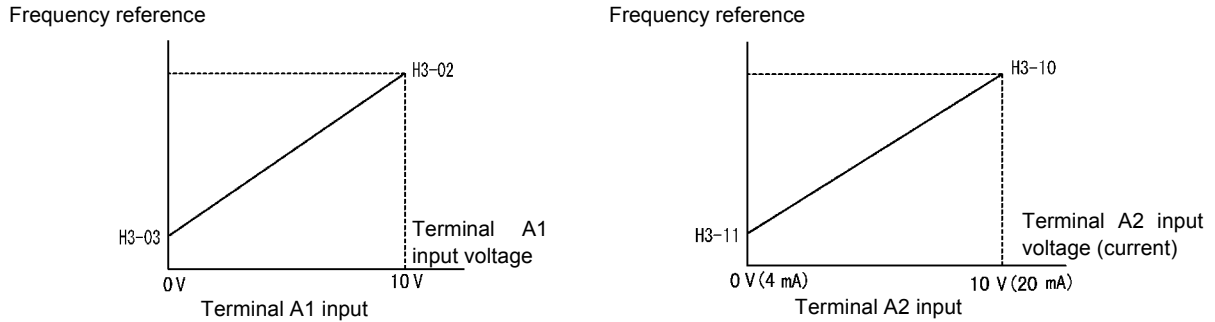 Frequency reference
H3-02
H3-03
Terminal A1
input voltage
0 V
10 V
Terminal A1 input
Frequency reference
H3-10
H3-11
Terminal A2 input
voltage (current)
0 V (4 mA)
10 V (20 mA)
Terminal A2 input